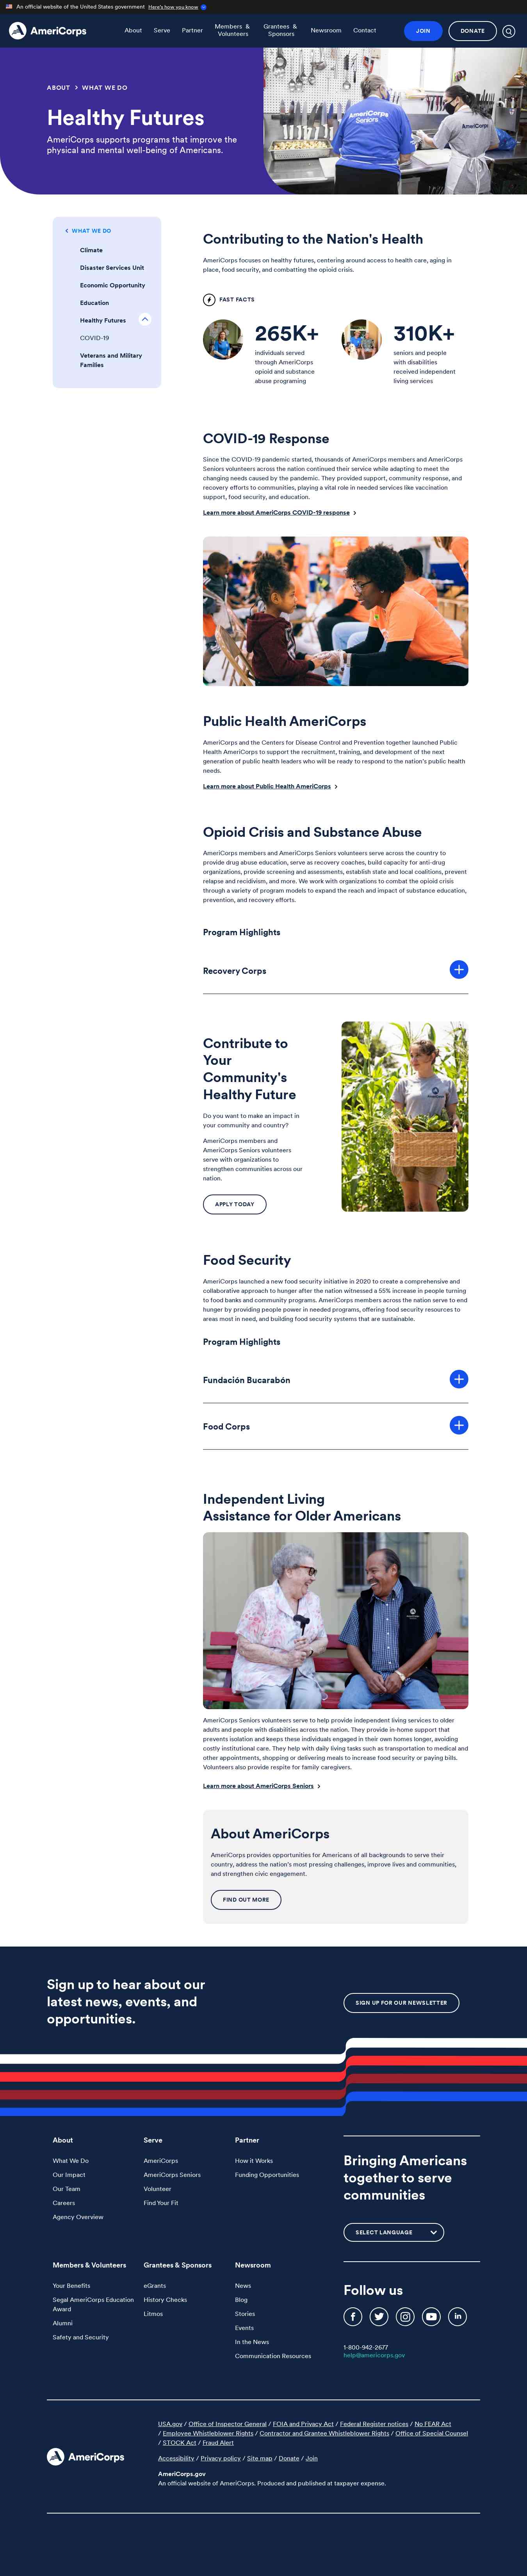 An official website of the United States government Here's how you know
AmeriCorps
About
Serve
Partner
Members & Volunteers
Grantees & Sponsors
Newsroom
Contact
JOIN
DONATE
ABOUT > WHAT WE DO
Healthy Futures
AmeriCorps supports programs that improve the
physical and mental well-being of Americans.
WHAT WE DO
Climate
Disaster Services Unit
Economic Opportunity
Education
Healthy Futures
COVID-19
Veterans and Military
Families
Contributing to the Nation's Health
AmeriCorps focuses on healthy futures, centering around access to health care, aging in
place, food security, and combatting the opioid crisis.
FAST FACTS
265K+
individuals served
through AmeriCorps
opioid and substance
abuse programing
310K+
seniors and people
with disabilities
received independent
living services
COVID-19 Response
Since the COVID-19 pandemic started, thousands of AmeriCorps members and AmeriCorps
Seniors volunteers across the nation continued their service while adapting to meet the
changing needs caused by the pandemic. They provided support, community response, and
recovery efforts to communities, playing a vital role in needed services like vaccination
support, food security, and education.
Learn more about AmeriCorps COVID-19 response
Public Health AmeriCorps
AmeriCorps and the Centers for Disease Control and Prevention together launched Public
Health AmeriCorps to support the recruitment, training, and development of the next
generation of public health leaders who will be ready to respond to the nation's public health
needs.
Learn more about Public Health AmeriCorps
Opioid Crisis and Substance Abuse
AmeriCorps members and AmeriCorps Seniors volunteers serve across the country to
provide drug abuse education, serve as recovery coaches, build capacity for anti-drug
organizations, provide screening and assessments, establish state and local coalitions, prevent
relapse and recidivism, and more. We work with organizations to combat the opioid crisis
through a variety of program models to expand the reach and impact of substance education,
prevention, and recovery efforts.
Program Highlights
Recovery Corps
Contribute to
Your
Community's
Healthy Future
Do you want to make an impact in
your community and country?
AmeriCorps members and
AmeriCorps Seniors volunteers
serve with organizations to
strengthen communities across our
nation.
APPLY TODAY
Food Security
AmeriCorps launched a new food security initiative in 2020 to create a comprehensive and
collaborative approach to hunger after the nation witnessed a 55% increase in people turning
to food banks and community programs. AmeriCorps members across the nation serve to end
hunger by providing people power in needed programs, offering food security resources to
areas most in need, and building food security systems that are sustainable.
Program Highlights
Fundación Bucarabón
Food Corps
Independent Living
Assistance for Older Americans
AmeriCorps Seniors volunteers serve to help provide independent living services to older
adults and people with disabilities across the nation. They provide in-home support that
prevents isolation and keeps these individuals engaged in their own homes longer, avoiding
costly institutional care. They help with daily living tasks such as transportation to medical and
other appointments, shopping or delivering meals to increase food security or paying bills.
Volunteers also provide respite for family caregivers.
Learn more about AmeriCorps Seniors
About AmeriCorps
AmeriCorps provides opportunities for Americans of all backgrounds to serve their
country, address the nation's most pressing challenges, improve lives and communities,
and strengthen civic engagement.
FIND OUT MORE
Sign up to hear about our
latest news, events, and
opportunities.
SIGN UP FOR OUR NEWSLETTER
About
What We Do
Our Impact
Our Team
Careers
Agency Overview
Serve
AmeriCorps
AmeriCorps Seniors
Volunteer
Find Your Fit
Partner
How it Works
Funding Opportunities
Bringing Americans
together to serve
communities
SELECT LANGUAGE
Members & Volunteers
Your Benefits
Segal AmeriCorps Education
Award
Alumni
Safety and Security
Grantees & Sponsors
eGrants
History Checks
Litmos
Newsroom
News
Blog
Stories
Events
In the News
Communication Resources
Follow us
1-800-942-2677
help@americorps.gov
AmeriCorps
USA.gov / Office of Inspector General / FOIA and Privacy Act / Federal Register notices / No FEAR Act
/ Employee Whistleblower Rights / Contractor and Grantee Whistleblower Rights / Office of Special Counsel
/ STOCK Act / Fraud Alert
Accessibility / Privacy policy / Site map / Donate / Join
AmeriCorps.gov
An official website of AmeriCorps. Produced and published at taxpayer expense.